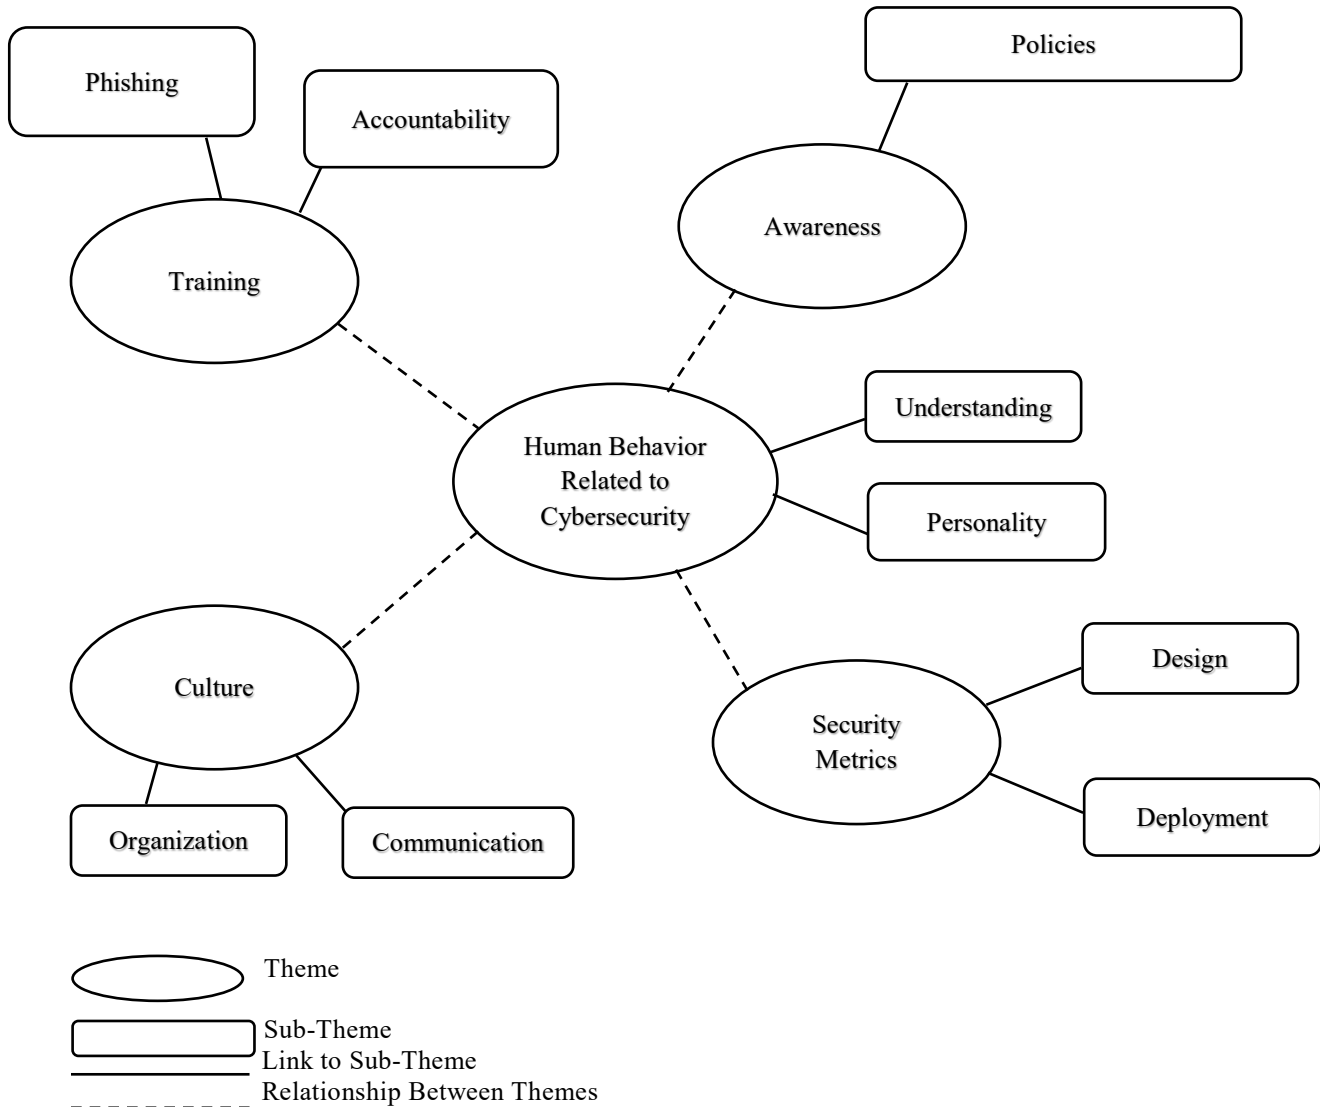 Policies
Phishing
Accountability
Awareness
Training
Understanding
Human Behavior
Related to
Cybersecurity
Personality
Design
Culture
Security
Metrics
Deployment
Organization
Communication
Theme
Sub-Theme
Link to Sub-Theme
Relationship Between Themes